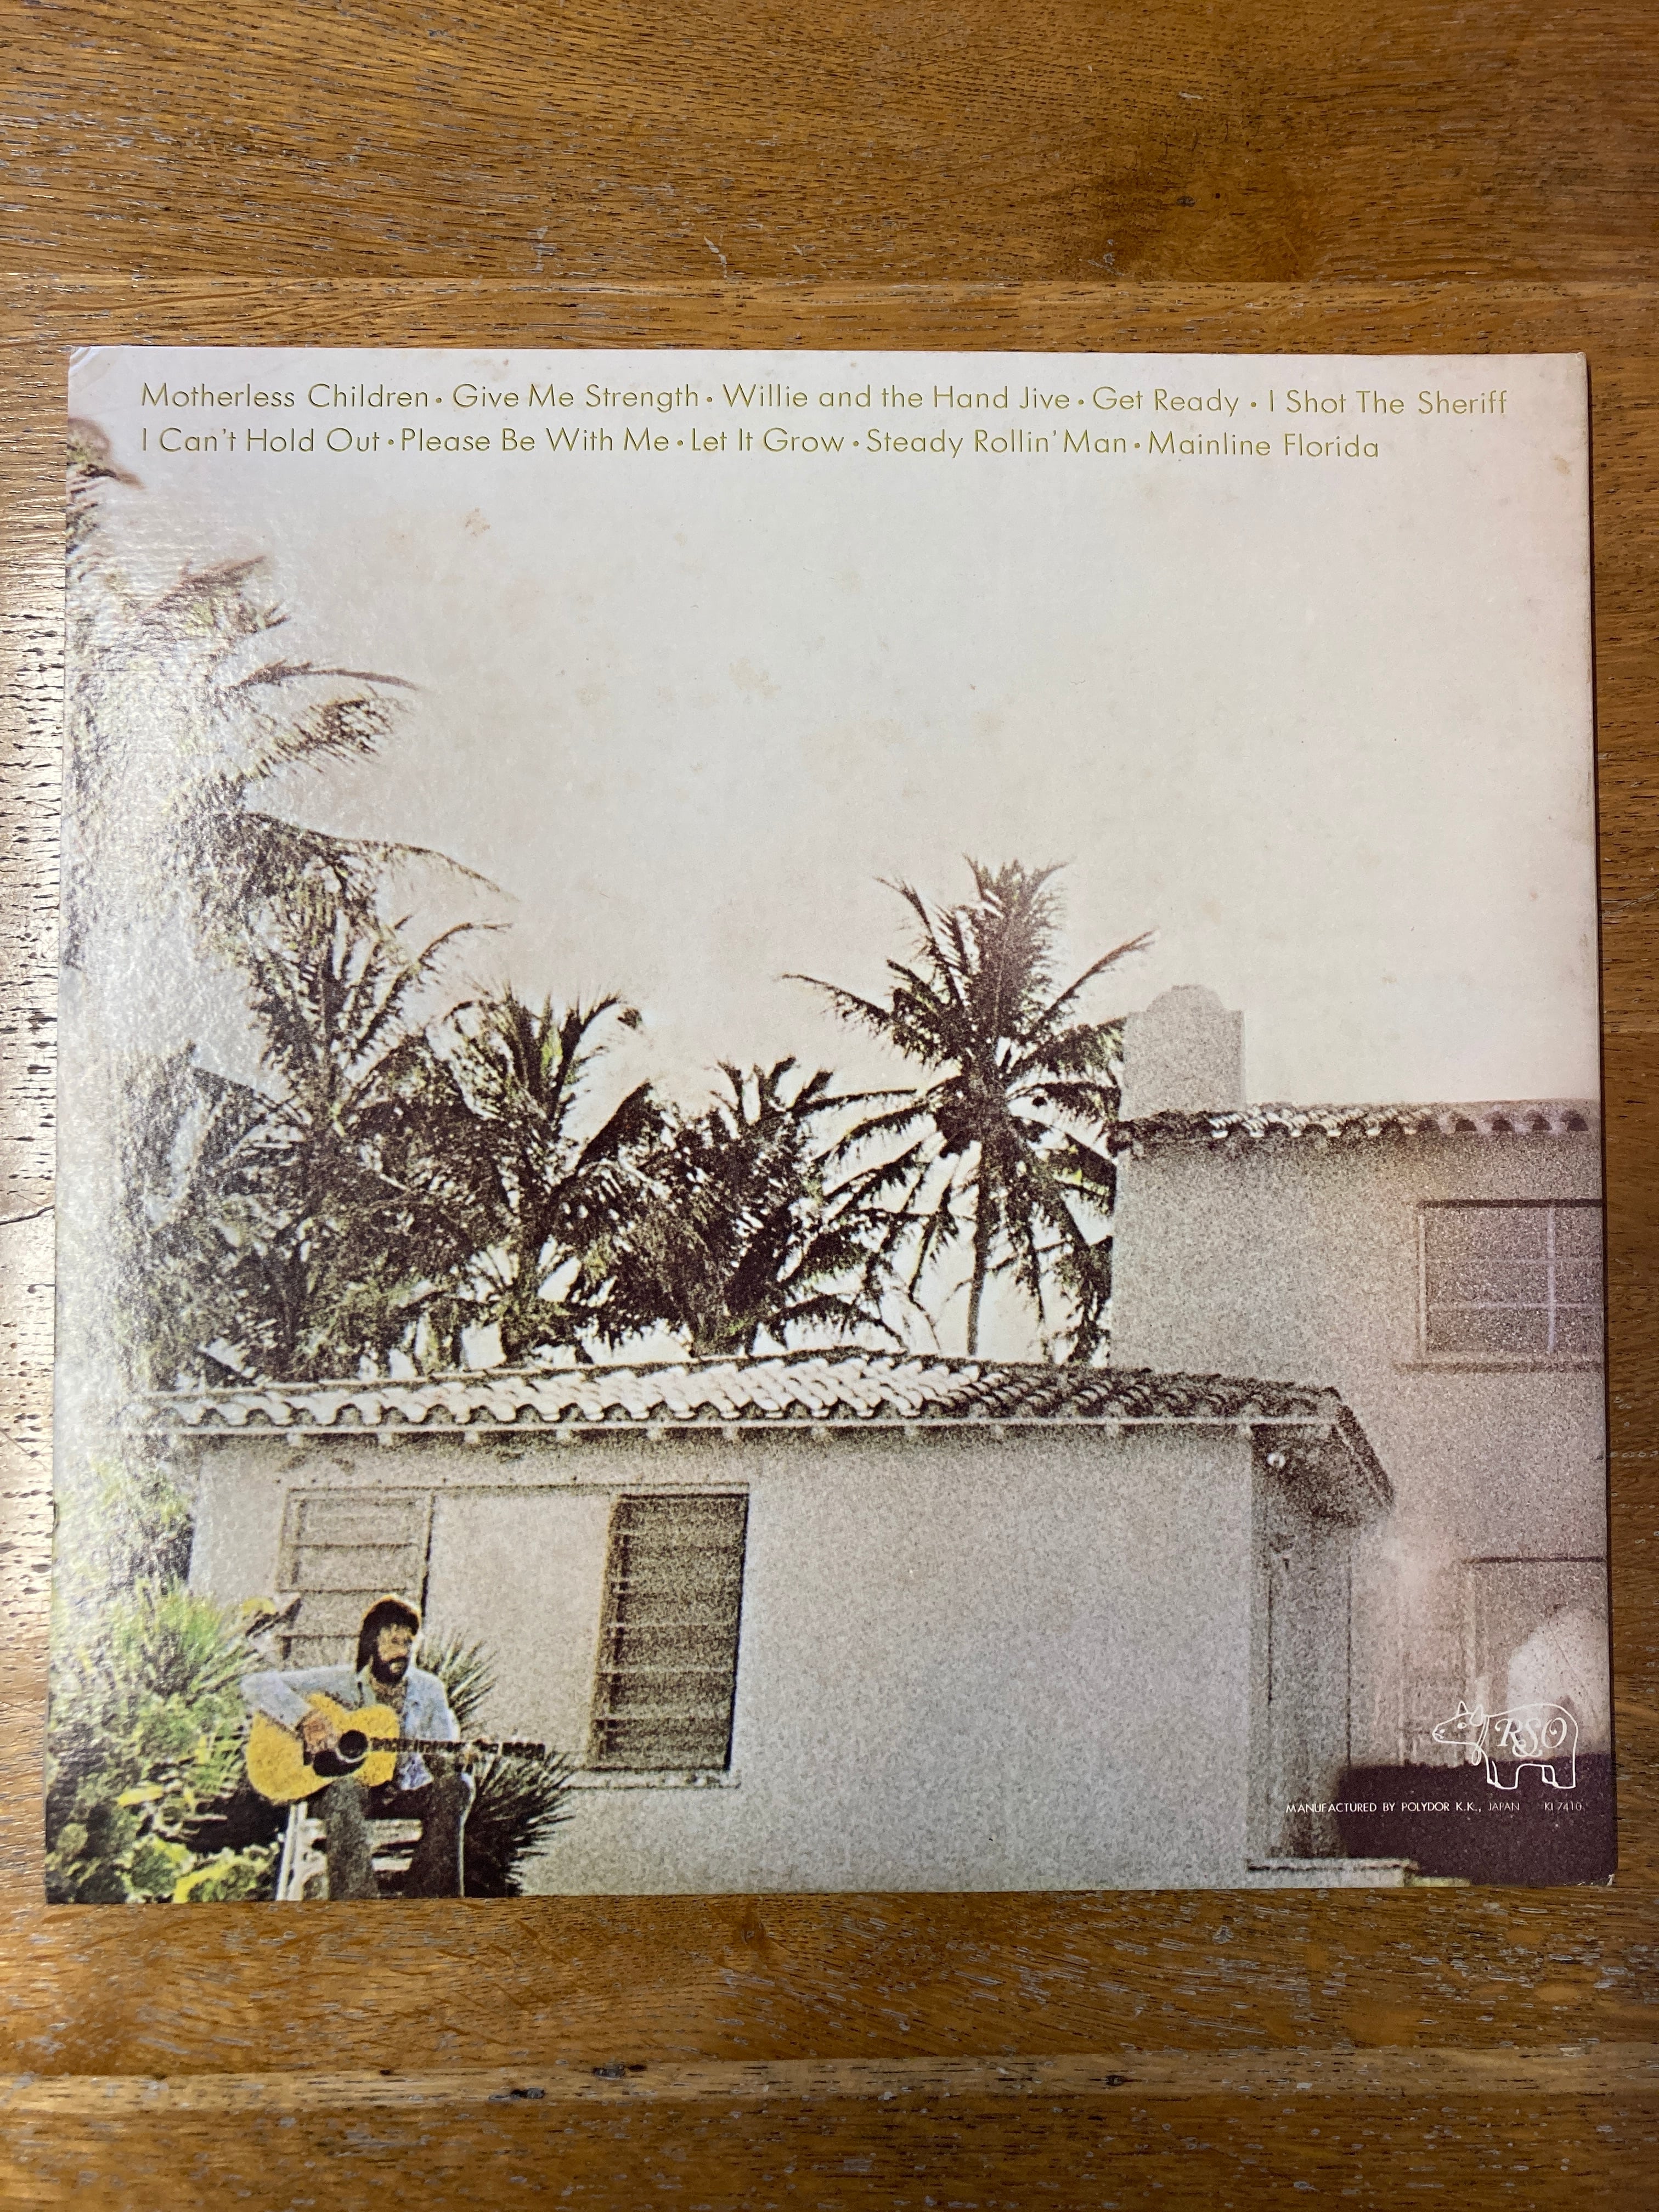 Motherless Children • Give Me Strength • Willie and the Hand Jive • Get Ready • I Shot The Sheriff
I Can't Hold Out • Please Be With Me • Let It Grow • Steady Rollin' Man • Mainline Florida
RSO
MANUFACTURED BY POLYDOR K.K., JAPAN